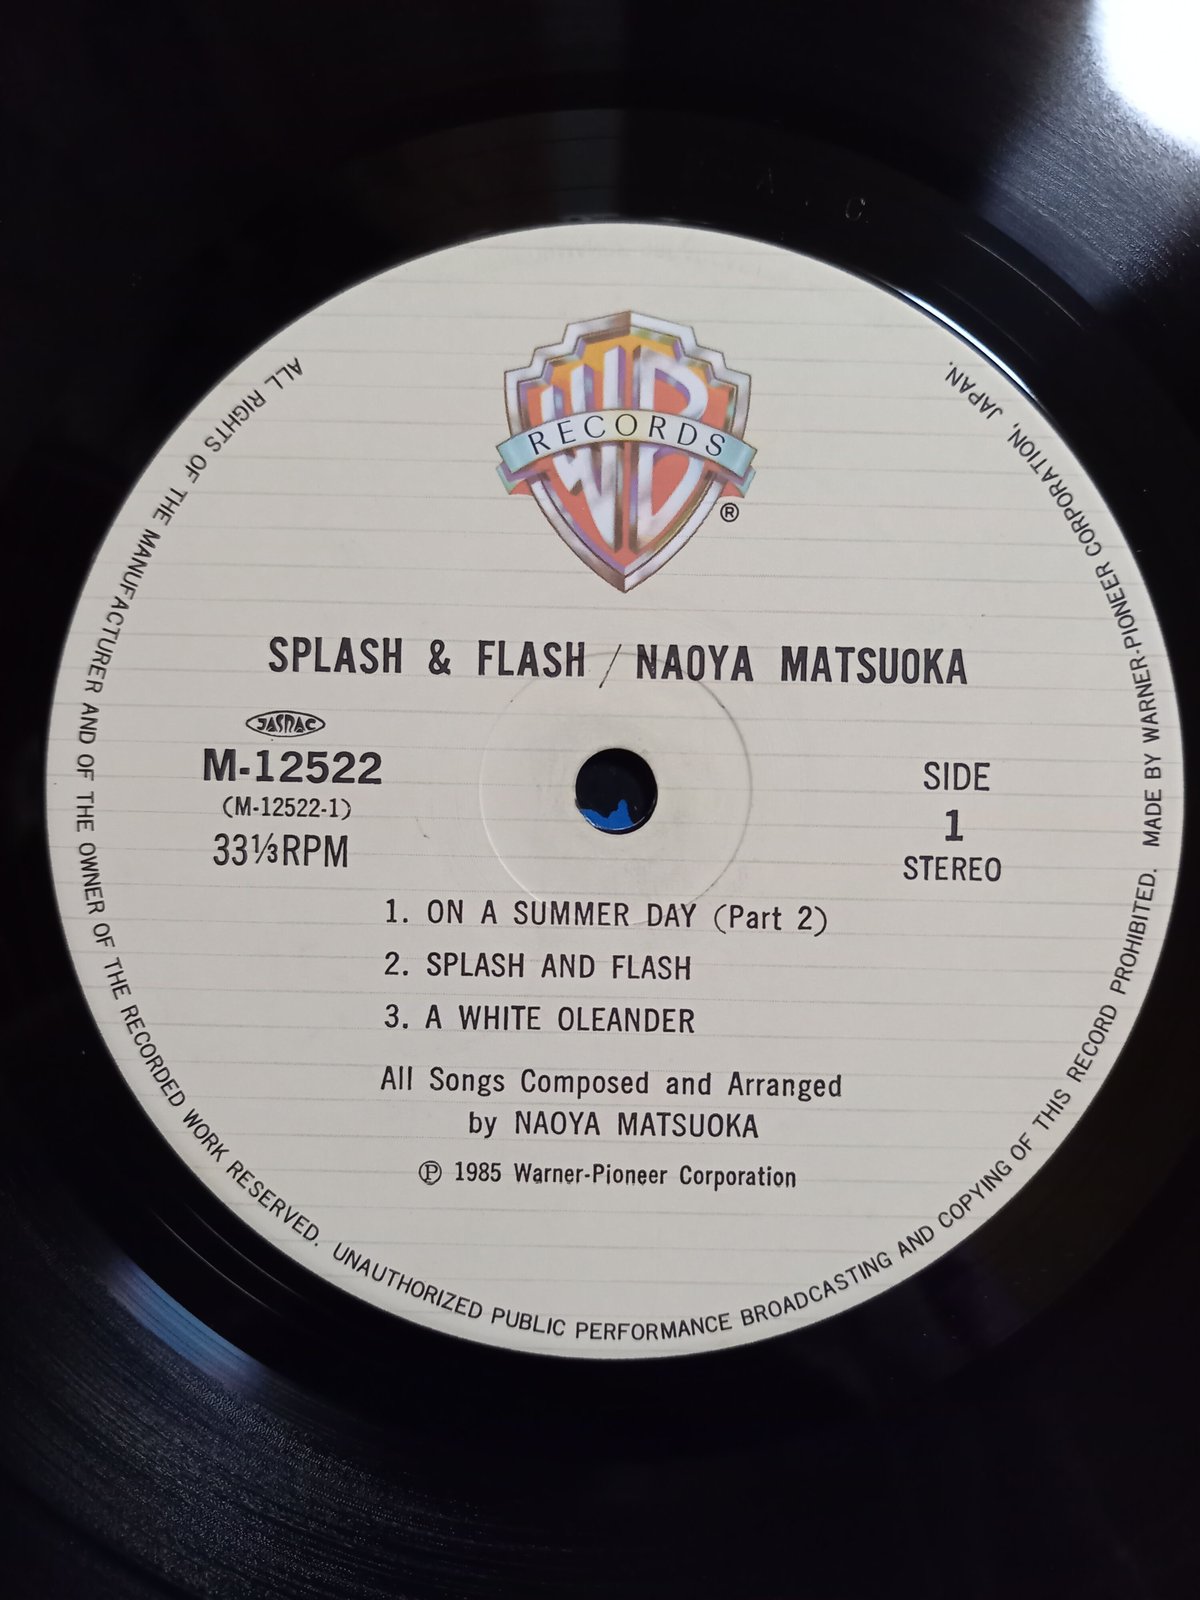 WB
RECORDS
®
SPLASH & FLASH / NAOYA MATSUOKA
JASRAC
M-12522
(M-12522-1)
33⅓RPM
SIDE
1
STEREO
1. ON A SUMMER DAY (Part 2)
2. SPLASH AND FLASH
3. A WHITE OLEANDER
All Songs Composed and Arranged
by NAOYA MATSUOKA
Ⓟ 1985 Warner-Pioneer Corporation
ALL RIGHTS OF THE MANUFACTURER AND OF THE OWNER OF THE RECORDED WORK RESERVED. UNAUTHORIZED PUBLIC PERFORMANCE BROADCASTING AND COPYING OF THIS RECORD PROHIBITED. MADE BY WARNER-PIONEER CORPORATION, JAPAN.